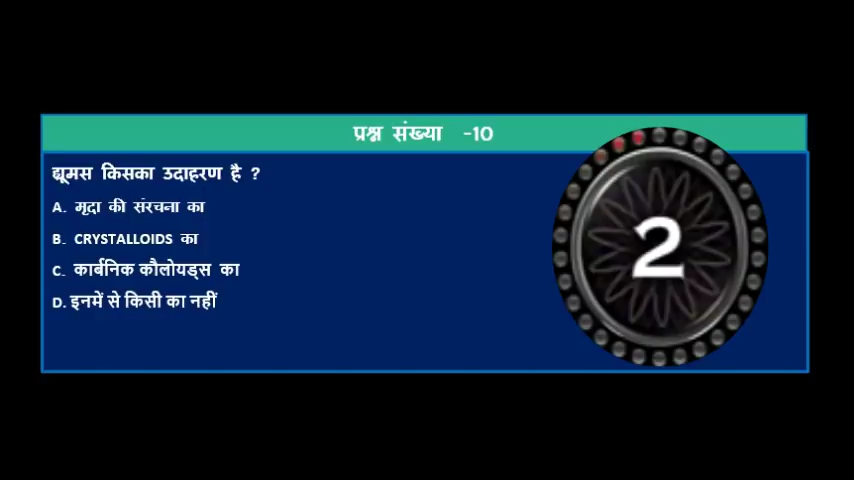 प्रश्न संख्या -10
ह्यूमस किसका उदाहरण है ?
A. मृदा की संरचना का
B. CRYSTALLOIDS का
C. कार्बनिक कौलोयड्स का
D. इनमें से किसी का नहीं
2